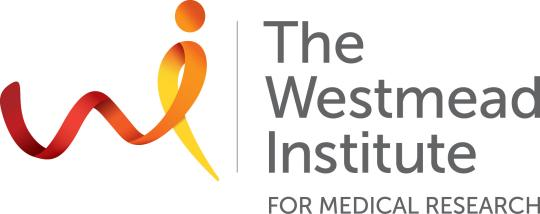 The
Westmead
Institute
FOR MEDICAL RESEARCH